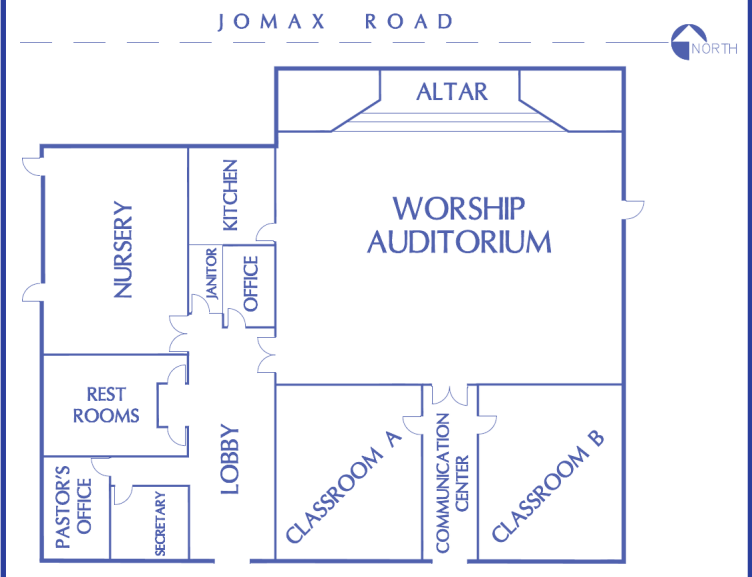 JOMAX ROAD
NORTH
ALTAR
WORSHIP
AUDITORIUM
KITCHEN
NURSERY
JANITOR
OFFICE
REST
ROOMS
LOBBY
CLASSROOM A
COMMUNICATION
CENTER
CLASSROOM B
PASTOR'S
OFFICE
SECRETARY